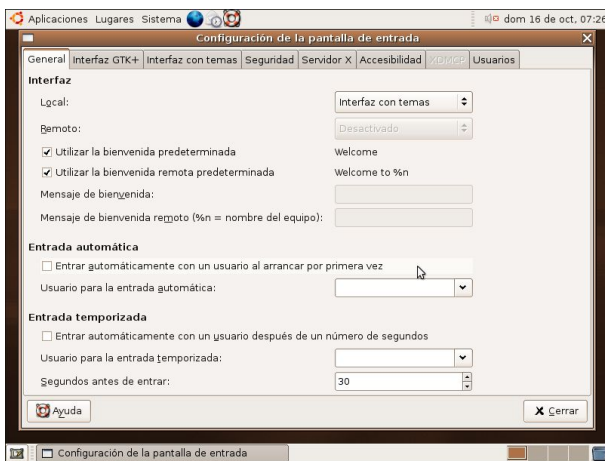 Aplicaciones Lugares Sistema dom 16 de oct, 07:26
Configuración de la pantalla de entrada
General Interfaz GTK+ Interfaz con temas Seguridad Servidor X Accesibilidad XDMCP Usuarios
Interfaz
Local: Interfaz con temas
Remoto: Desactivado
Utilizar la bienvenida predeterminada Welcome
Utilizar la bienvenida remota predeterminada Welcome to %n
Mensaje de bienvenida:
Mensaje de bienvenida remoto (%n = nombre del equipo):
Entrada automática
Entrar automáticamente con un usuario al arrancar por primera vez
Usuario para la entrada automática:
Entrada temporizada
Entrar automáticamente con un usuario después de un número de segundos
Usuario para la entrada temporizada:
Segundos antes de entrar: 30
Ayuda Cerrar
Configuración de la pantalla de entrada